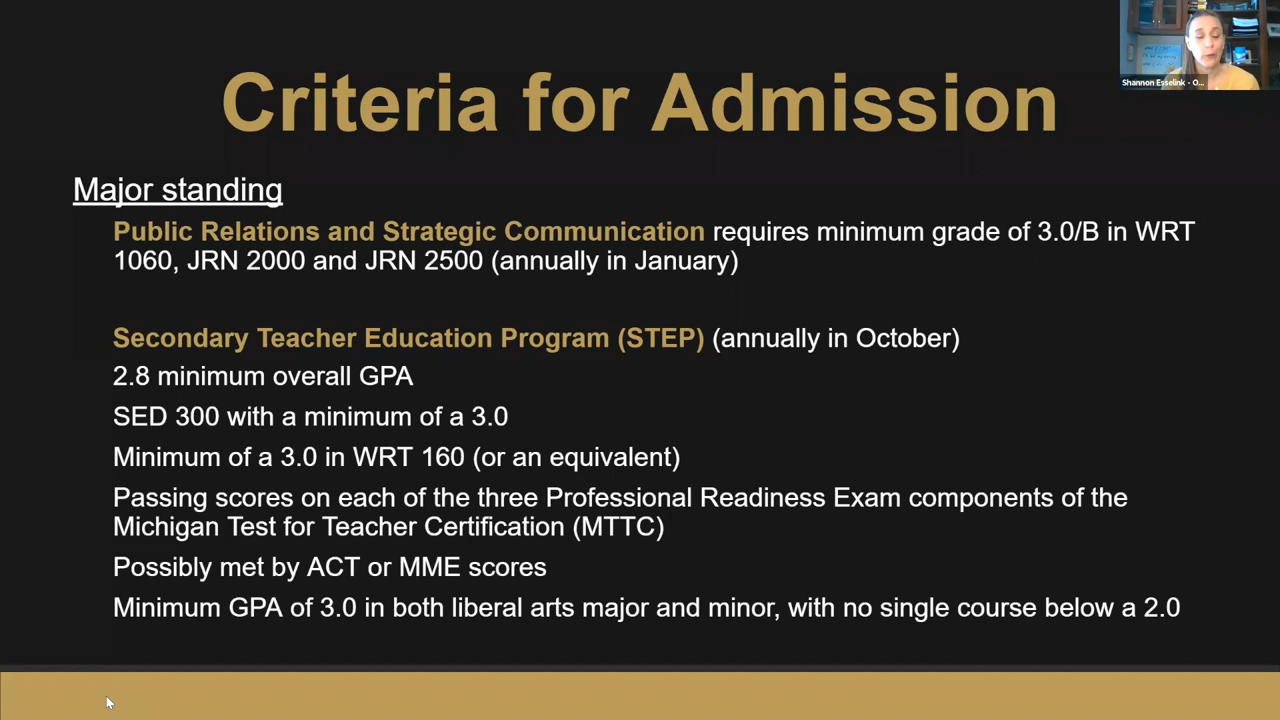 Criteria for Admission
Shannon Esselink - O...
Major standing
Public Relations and Strategic Communication requires minimum grade of 3.0/B in WRT
1060, JRN 2000 and JRN 2500 (annually in January)
Secondary Teacher Education Program (STEP) (annually in October)
2.8 minimum overall GPA
SED 300 with a minimum of a 3.0
Minimum of a 3.0 in WRT 160 (or an equivalent)
Passing scores on each of the three Professional Readiness Exam components of the
Michigan Test for Teacher Certification (MTTC)
Possibly met by ACT or MME scores
Minimum GPA of 3.0 in both liberal arts major and minor, with no single course below a 2.0